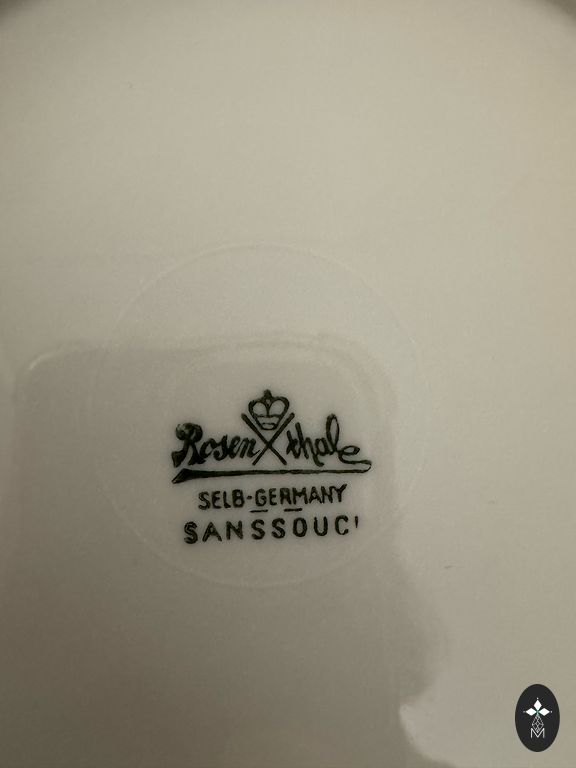 Rosenthal
SELB-GERMANY
SANSSOUCI
M